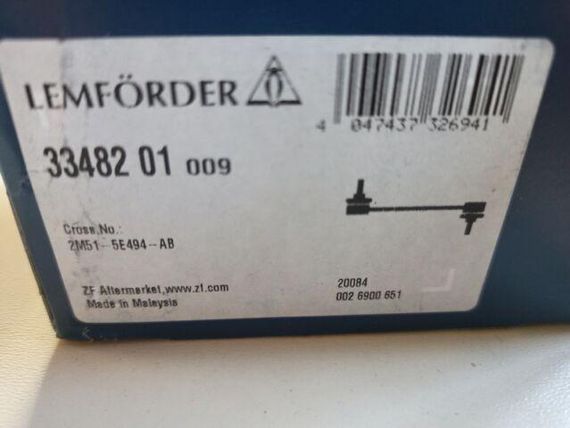 LEMFÖRDER
4 047437 326941
33482 01 009
Cross No.:
2M51-5E494-AB
ZF Aftermarket,www.zf.com
Made in Malaysia
20084
002 6900 651